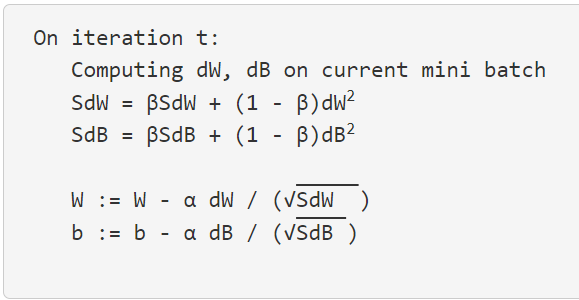 On iteration t:
Computing dW, dB on current mini batch
SdW = βSdW + (1 - β)dW²
SdB = βSdB + (1 - β)dB²
W := W - α dW / (√SdW )
b := b - α dB / (√SdB )